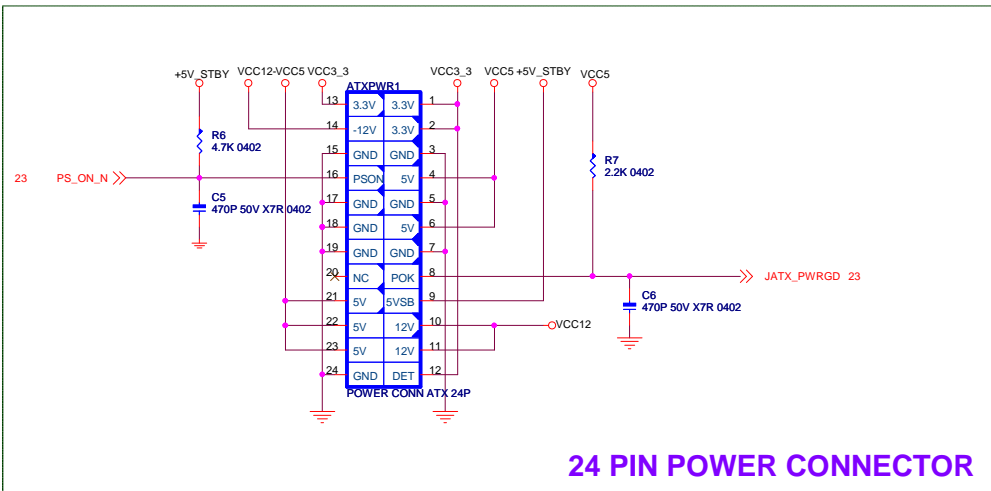 +5V_STBY VCC12- VCC5 VCC3_3 VCC3_3 VCC5 +5V_STBY VCC5
ATXPWR1
13 3.3V 3.3V 1
14 -12V 3.3V 2
R6
4.7K 0402
15 GND GND 3
R7
2.2K 0402
23 PS_ON_N 16 PSON 5V 4
C5
470P 50V X7R 0402
17 GND GND 5
18 GND 5V 6
19 GND GND 7
20 NC POK 8 JATX_PWRGD 23
C6
470P 50V X7R 0402
21 5V 5VSB 9
22 5V 12V 10 VCC12
23 5V 12V 11
24 GND DET 12
POWER CONN ATX 24P
24 PIN POWER CONNECTOR